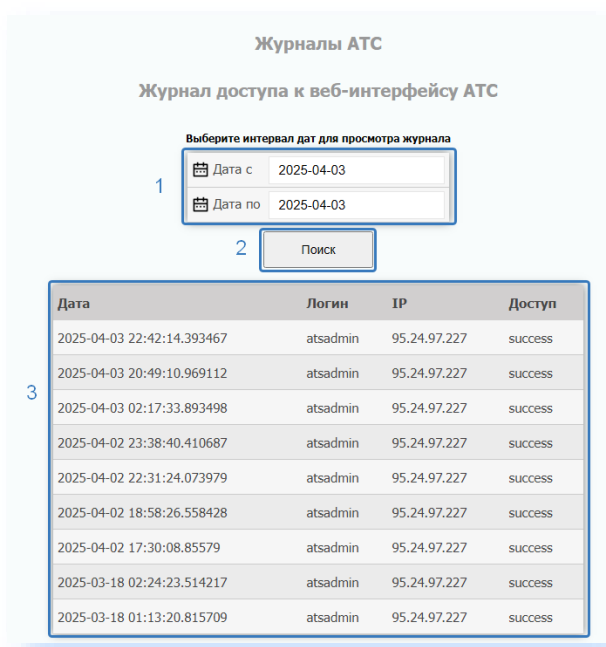 Журналы АТС
Журнал доступа к веб-интерфейсу АТС
Выберите интервал дат для просмотра журнала
1
Дата с 2025-04-03
Дата по 2025-04-03
2
Поиск
3
Дата Логин IP Доступ
2025-04-03 22:42:14.393467 atsadmin 95.24.97.227 success
2025-04-03 20:49:10.969112 atsadmin 95.24.97.227 success
2025-04-03 02:17:33.893498 atsadmin 95.24.97.227 success
2025-04-02 23:38:40.410687 atsadmin 95.24.97.227 success
2025-04-02 22:31:24.073979 atsadmin 95.24.97.227 success
2025-04-02 18:58:26.558428 atsadmin 95.24.97.227 success
2025-04-02 17:30:08.85579 atsadmin 95.24.97.227 success
2025-03-18 02:24:23.514217 atsadmin 95.24.97.227 success
2025-03-18 01:13:20.815709 atsadmin 95.24.97.227 success